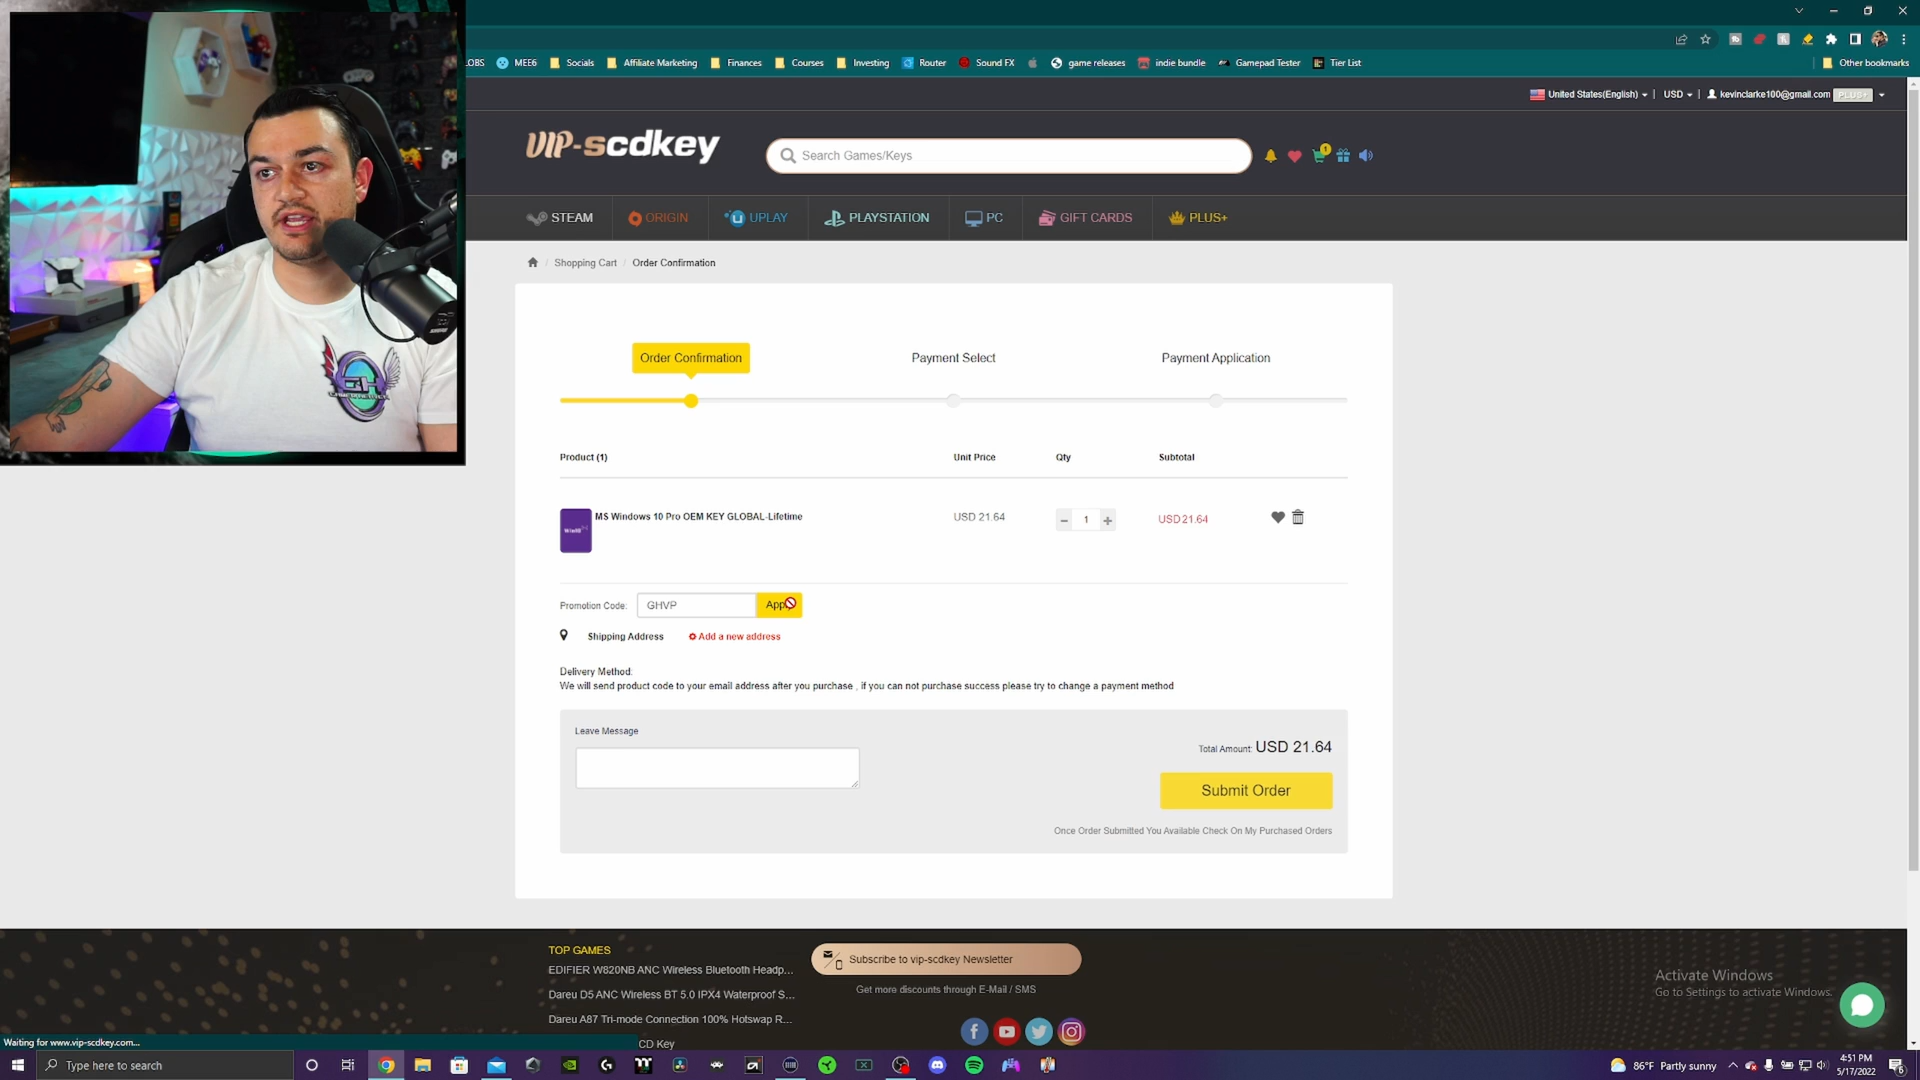 LOBS
MEE6
Socials
Affiliate Marketing
Finances
Courses
Investing
Router
Sound FX
game releases
indie bundle
Gamepad Tester
Tier List
Other bookmarks
United States(English)
USD
kevinclarke100@gmail.com
PLUS+
VIP-scdkey
Search Games/Keys
1
STEAM
ORIGIN
UPLAY
PLAYSTATION
PC
GIFT CARDS
PLUS+
Shopping Cart / Order Confirmation
Order Confirmation
Payment Select
Payment Application
Product (1)
Unit Price
Qty
Subtotal
MS Windows 10 Pro OEM KEY GLOBAL-Lifetime
USD 21.64
- 1 +
USD 21.64
Promotion Code:
GHVP
Shipping Address
Add a new address
Delivery Method:
We will send product code to your email address after you purchase , if you can not purchase success please try to change a payment method
Leave Message
Total Amount: USD 21.64
Submit Order
Once Order Submitted You Available Check On My Purchased Orders
TOP GAMES
EDIFIER W820NB ANC Wireless Bluetooth Headp...
Dareu D5 ANC Wireless BT 5.0 IPX4 Waterproof S...
Dareu A87 Tri-mode Connection 100% Hotswap R...
CD Key
Subscribe to vip-scdkey Newsletter
Get more discounts through E-Mail / SMS
Activate Windows
Go to Settings to activate Windows.
Waiting for www.vip-scdkey.com...
Type here to search
86°F Partly sunny
4:51 PM
5/17/2022